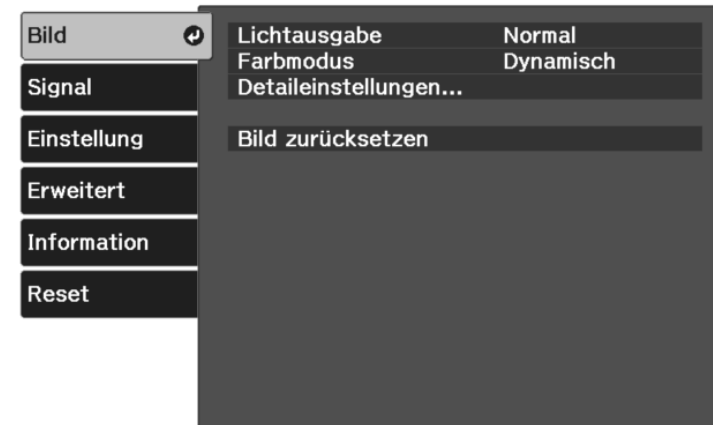 Bild
Signal
Einstellung
Erweitert
Information
Reset
Lichtausgabe Normal
Farbmodus Dynamisch
Detaileinstellungen...
Bild zurücksetzen